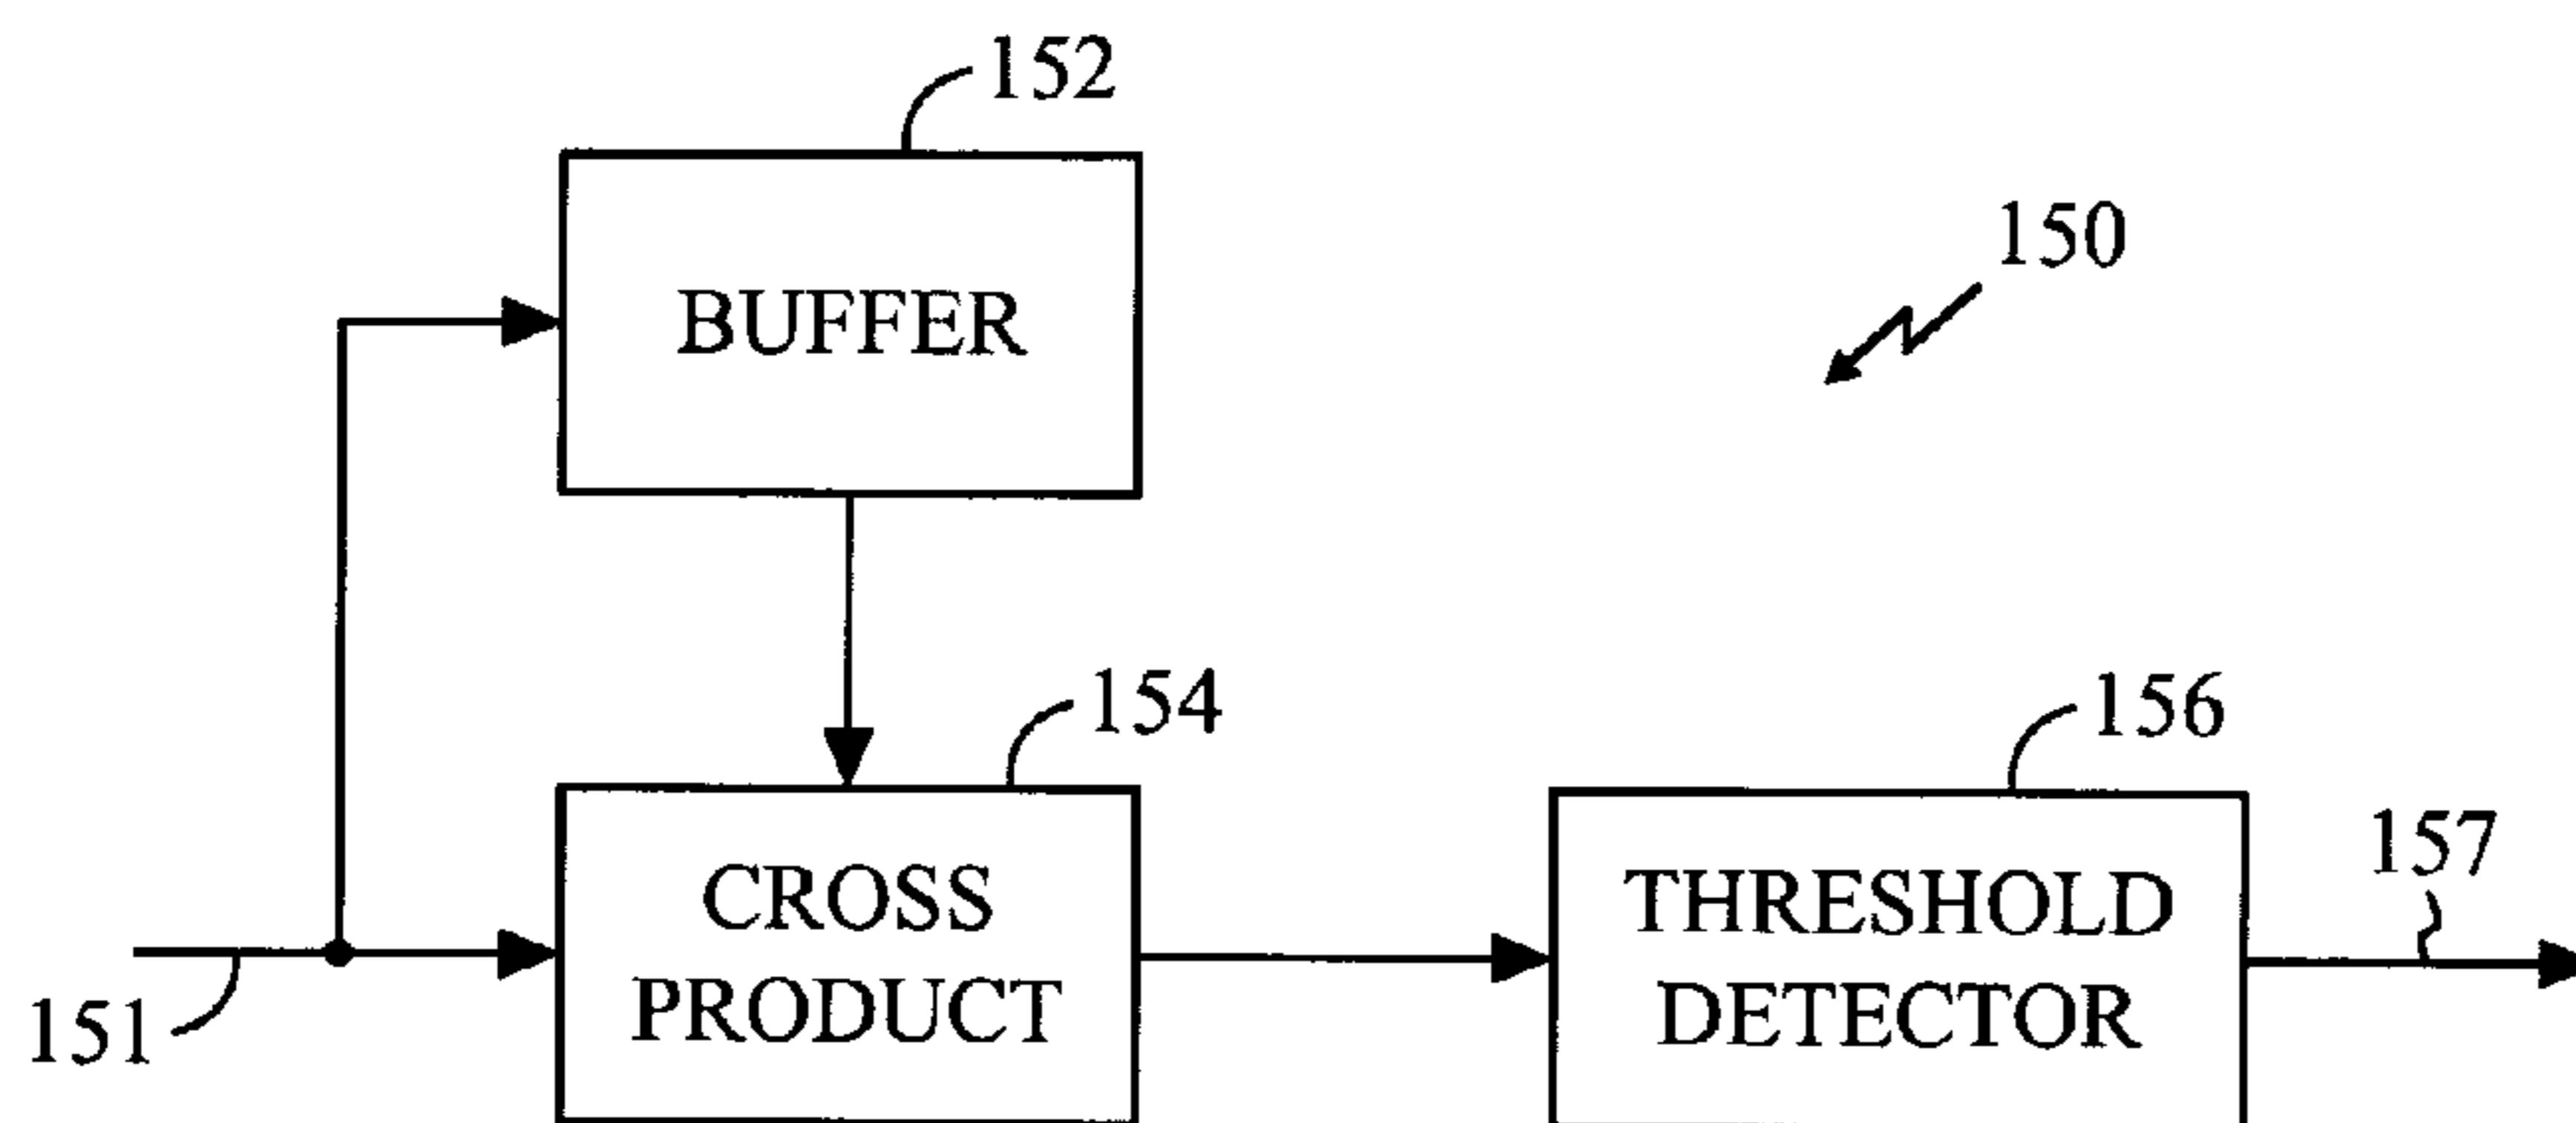 152
150
BUFFER
154
156
157
CROSS
PRODUCT
THRESHOLD
DETECTOR
151